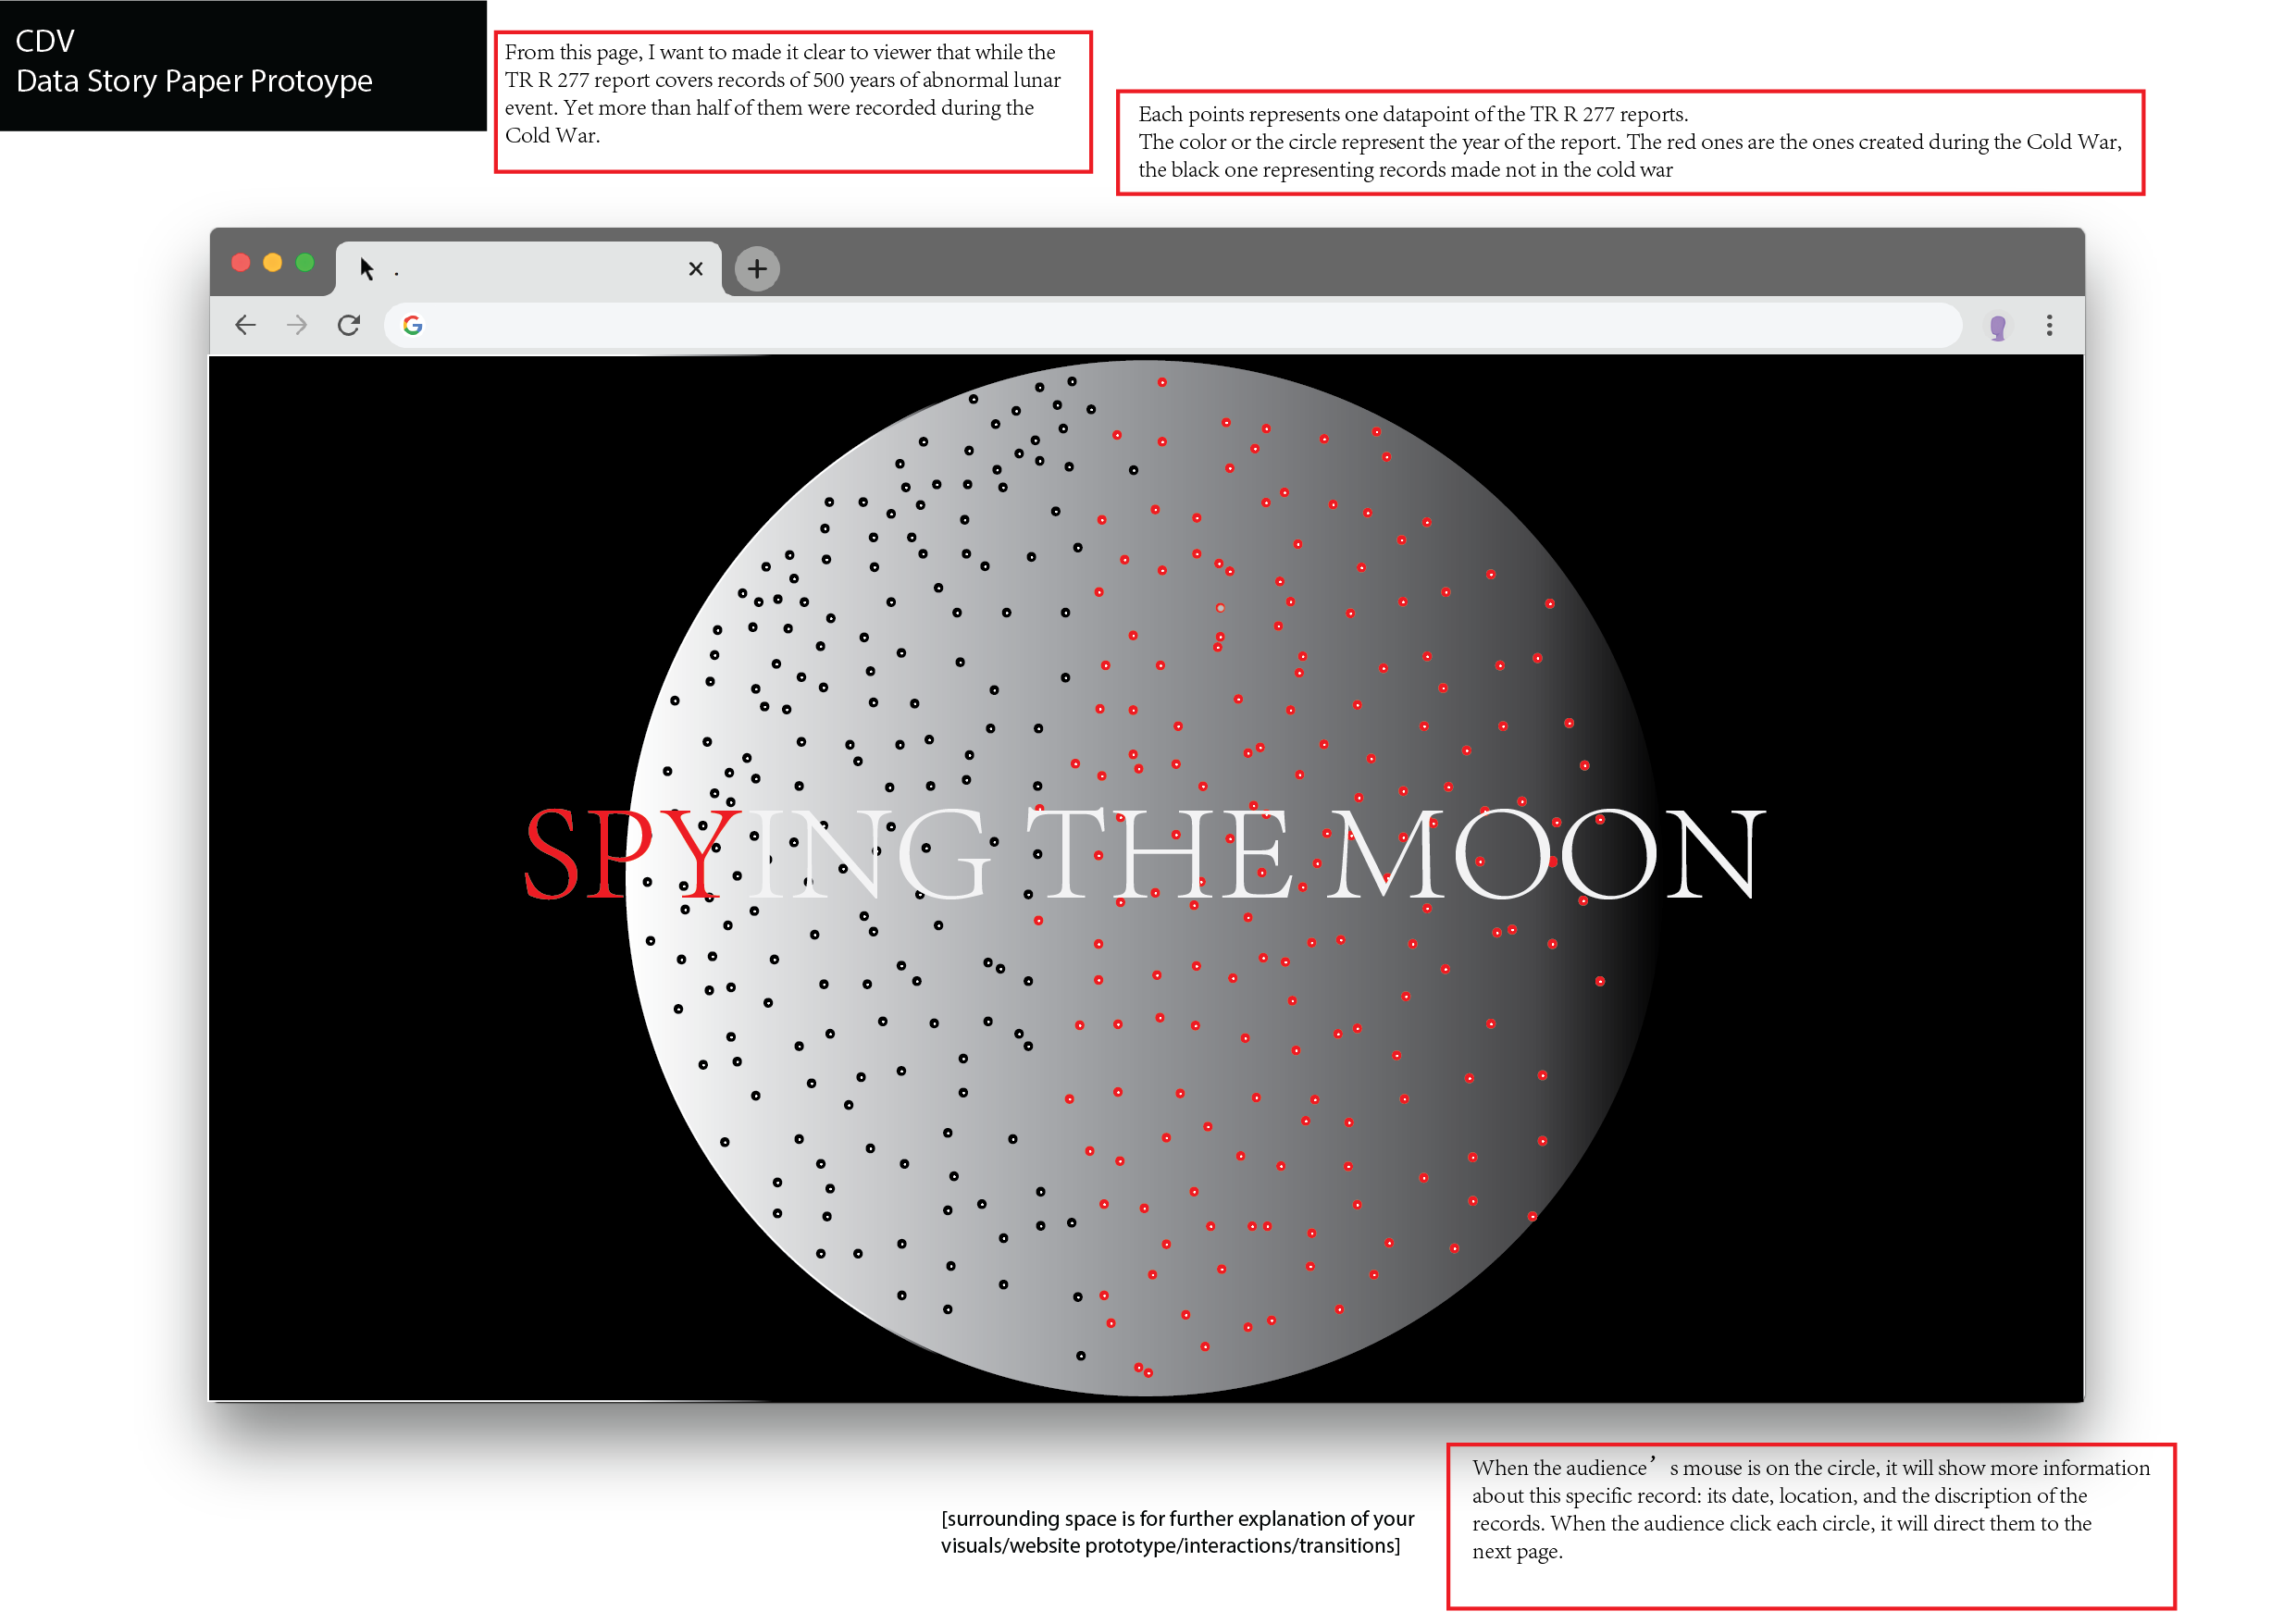 CDV
Data Story Paper Protoype
From this page, I want to made it clear to viewer that while the
TR R 277 report covers records of 500 years of abnormal lunar
event. Yet more than half of them were recorded during the
Cold War.
Each points represents one datapoint of the TR R 277 reports.
The color or the circle represent the year of the report. The red ones are the ones created during the Cold War,
the black one representing records made not in the cold war
.
SPYING THE MOON
[surrounding space is for further explanation of your
visuals/website prototype/interactions/transitions]
When the audience’s mouse is on the circle, it will show more information
about this specific record: its date, location, and the discription of the
records. When the audience click each circle, it will direct them to the
next page.